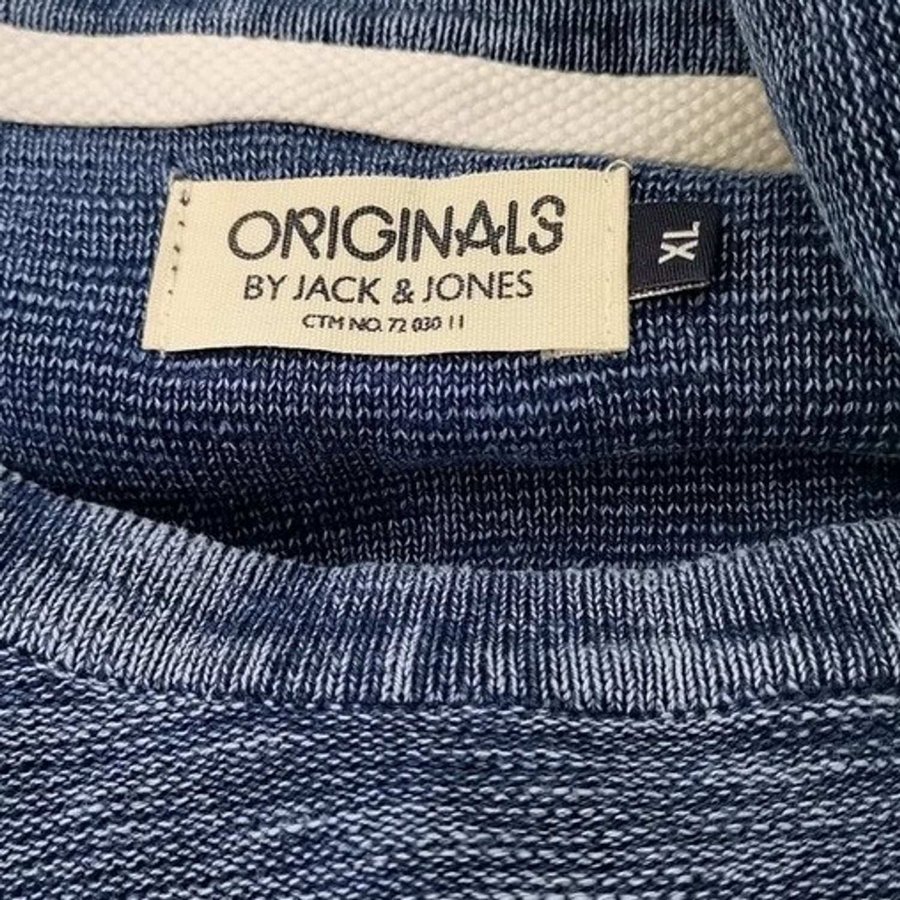 ORIGINALS
BY JACK & JONES
CTM NO. 72 030 11
XL